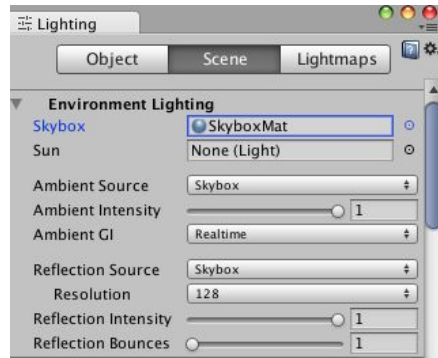 Lighting
Object Scene Lightmaps
Environment Lighting
Skybox SkyboxMat
Sun None (Light)
Ambient Source Skybox
Ambient Intensity 1
Ambient GI Realtime
Reflection Source Skybox
Resolution 128
Reflection Intensity 1
Reflection Bounces 1